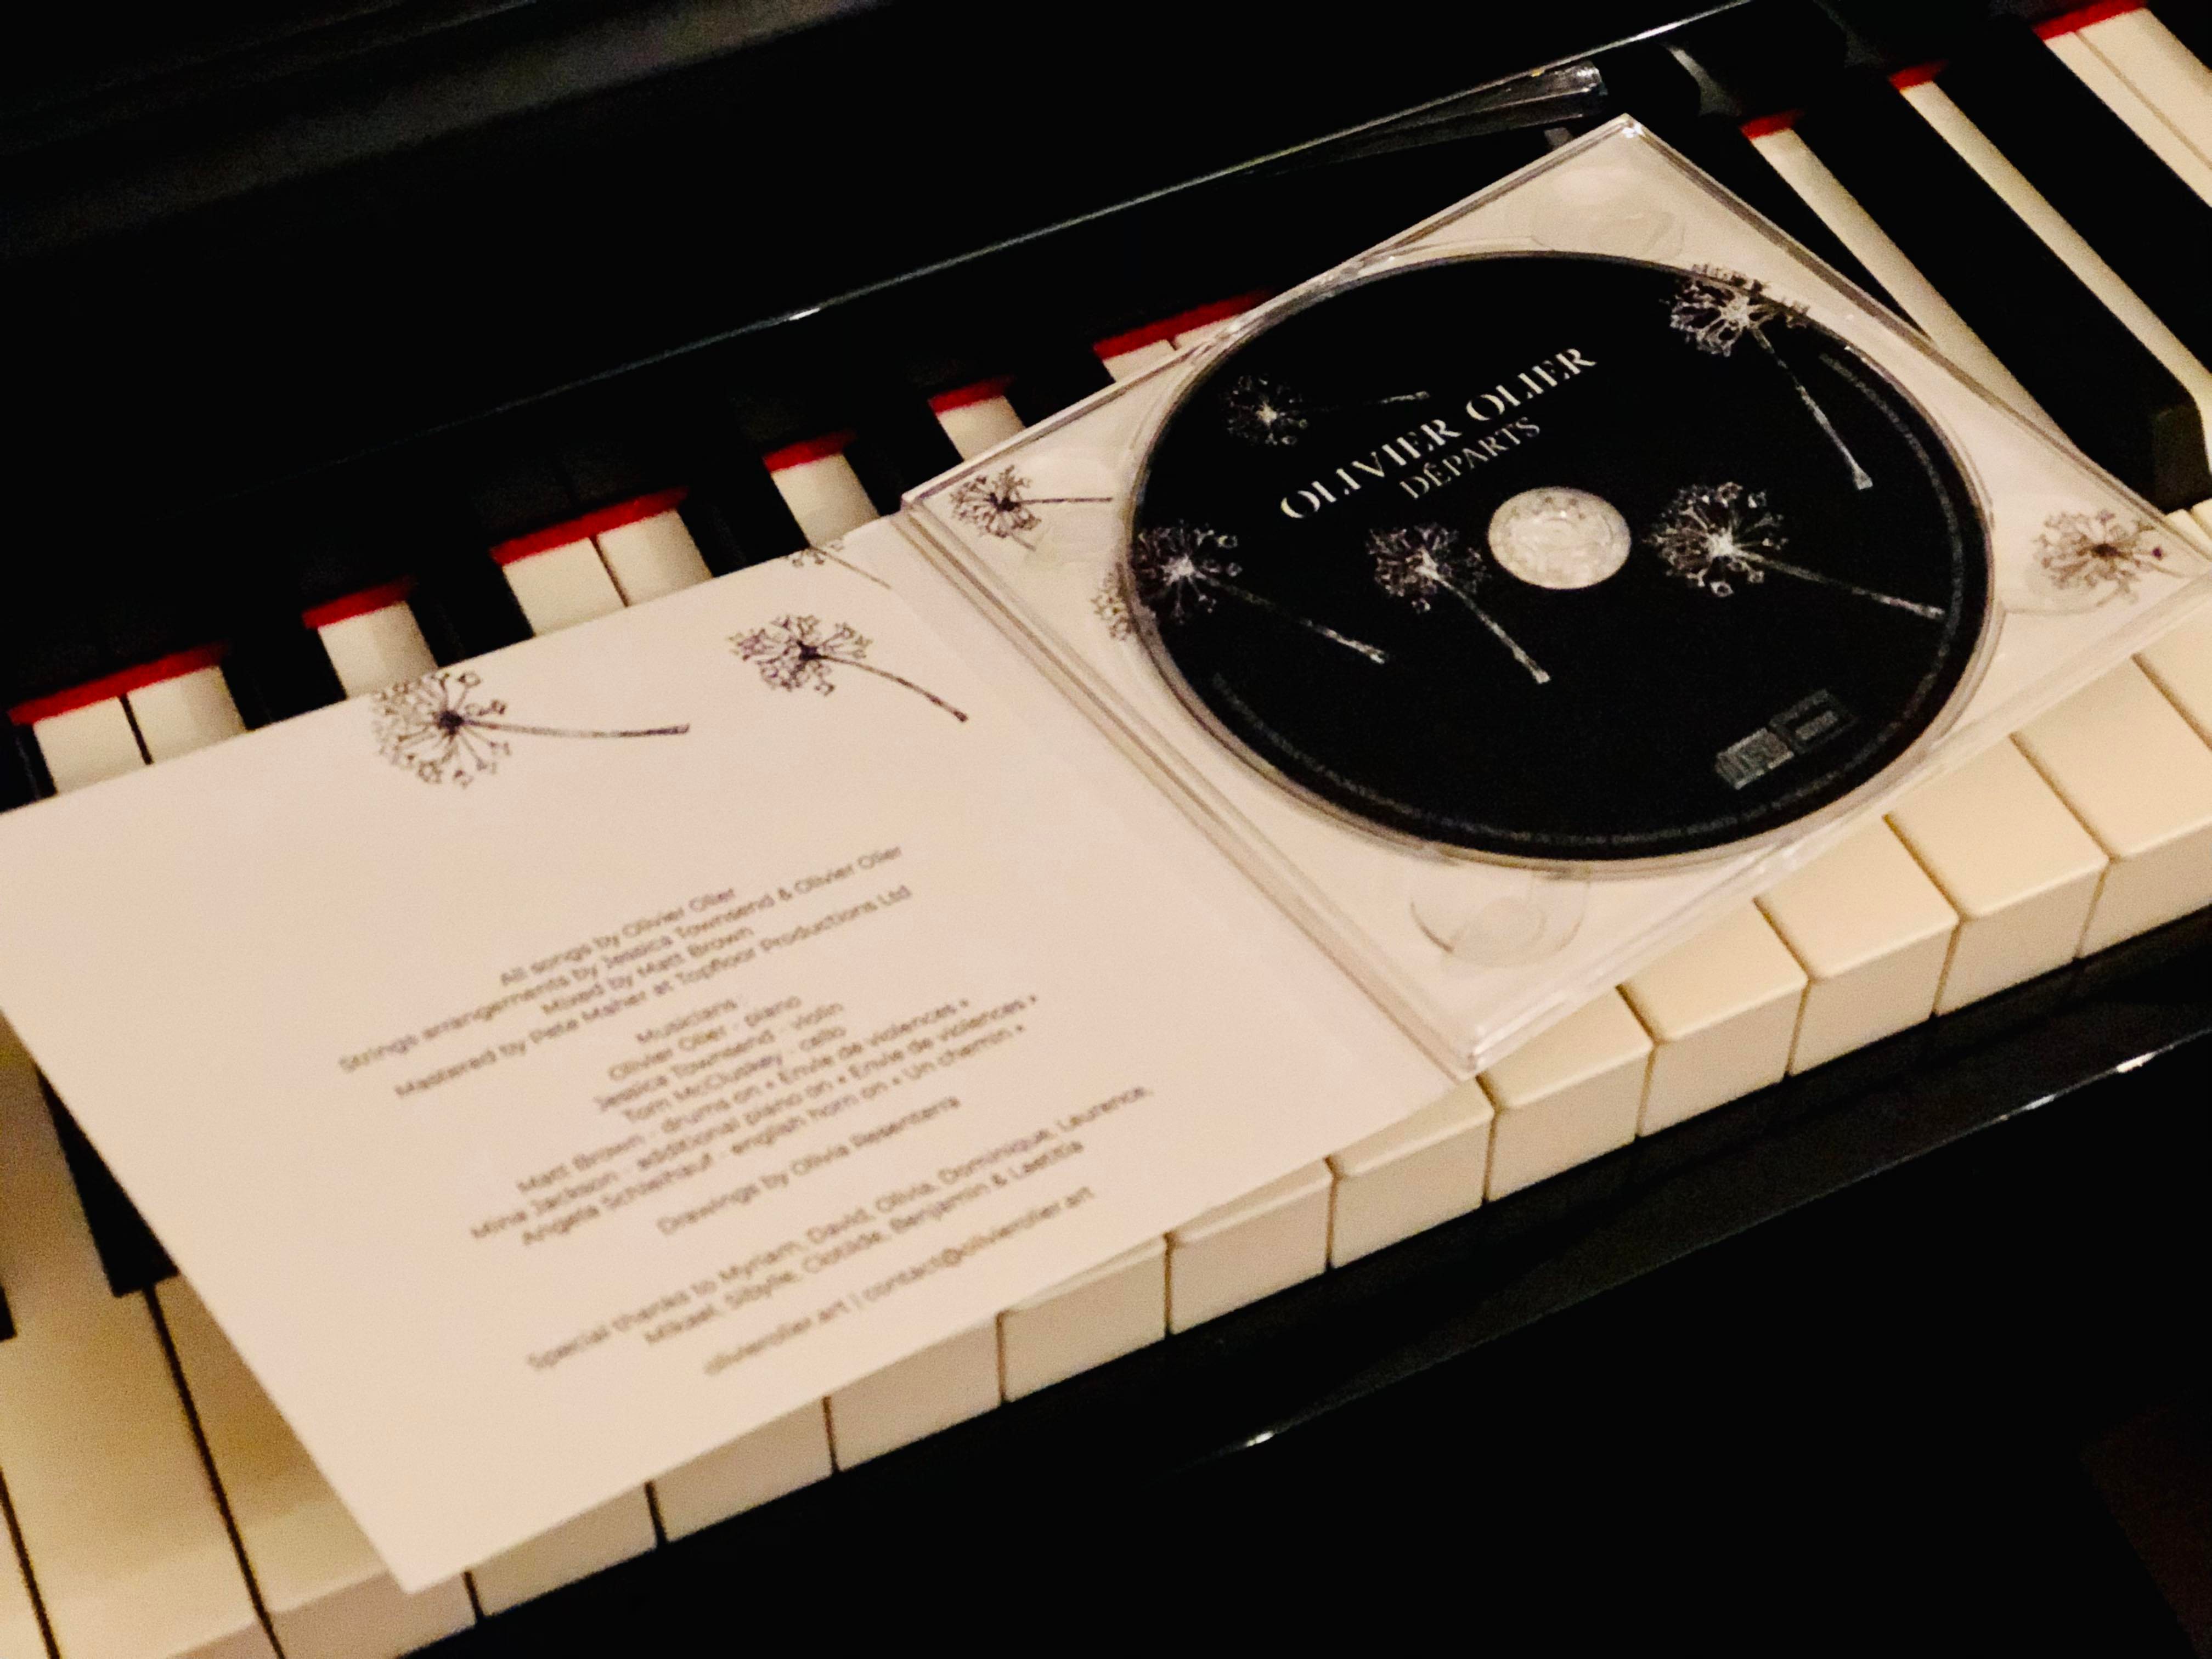 All songs by Olivier Olier
Strings arrangements by Jessica Townsend & Olivier Olier
Mixed by Matt Brown
Mastered by Pete Maher at Topfloor Productions Ltd
Musicians :
Olivier Olier - piano
Jessica Townsend - violin
Tom McCluskey - cello
Matt Brown - drums on « Envie de violences »
Mina Jackson - additional piano on « Envie de violences »
Angela Schleihauf - english horn on « Un chemin »
Drawings by Olivia Resenterra
Special thanks to Myriam, David, Olivia, Dominique, Laurence,
Mikael, Sibylle, Clotilde, Benjamin & Laetitia
olivierolier.art | contact@olivierolier.art
OLIVIER OLIER
DÉPARTS